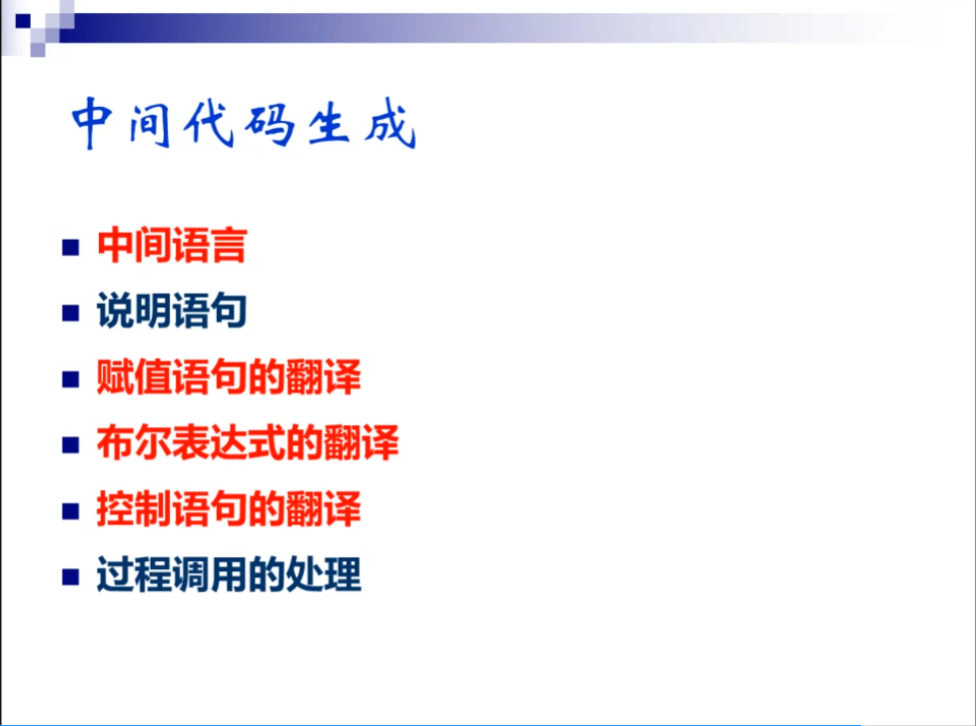 中间代码生成
中间语言
说明语句
赋值语句的翻译
布尔表达式的翻译
控制语句的翻译
过程调用的处理